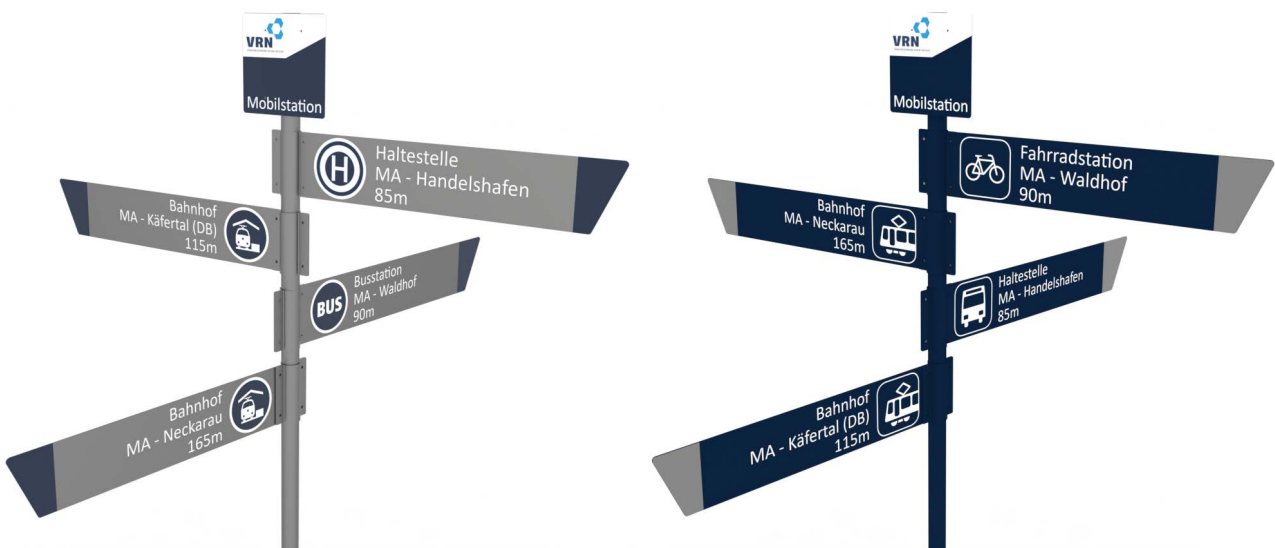 VRN
Mobilstation
H
Haltestelle
MA - Handelshafen
85m
Bahnhof
MA - Käfertal (DB)
115m
BUS
Busstation
MA - Waldhof
90m
Bahnhof
MA - Neckarau
165m
VRN
Mobilstation
Fahrradstation
MA - Waldhof
90m
Bahnhof
MA - Neckarau
165m
Haltestelle
MA - Handelshafen
85m
Bahnhof
MA - Käfertal (DB)
115m